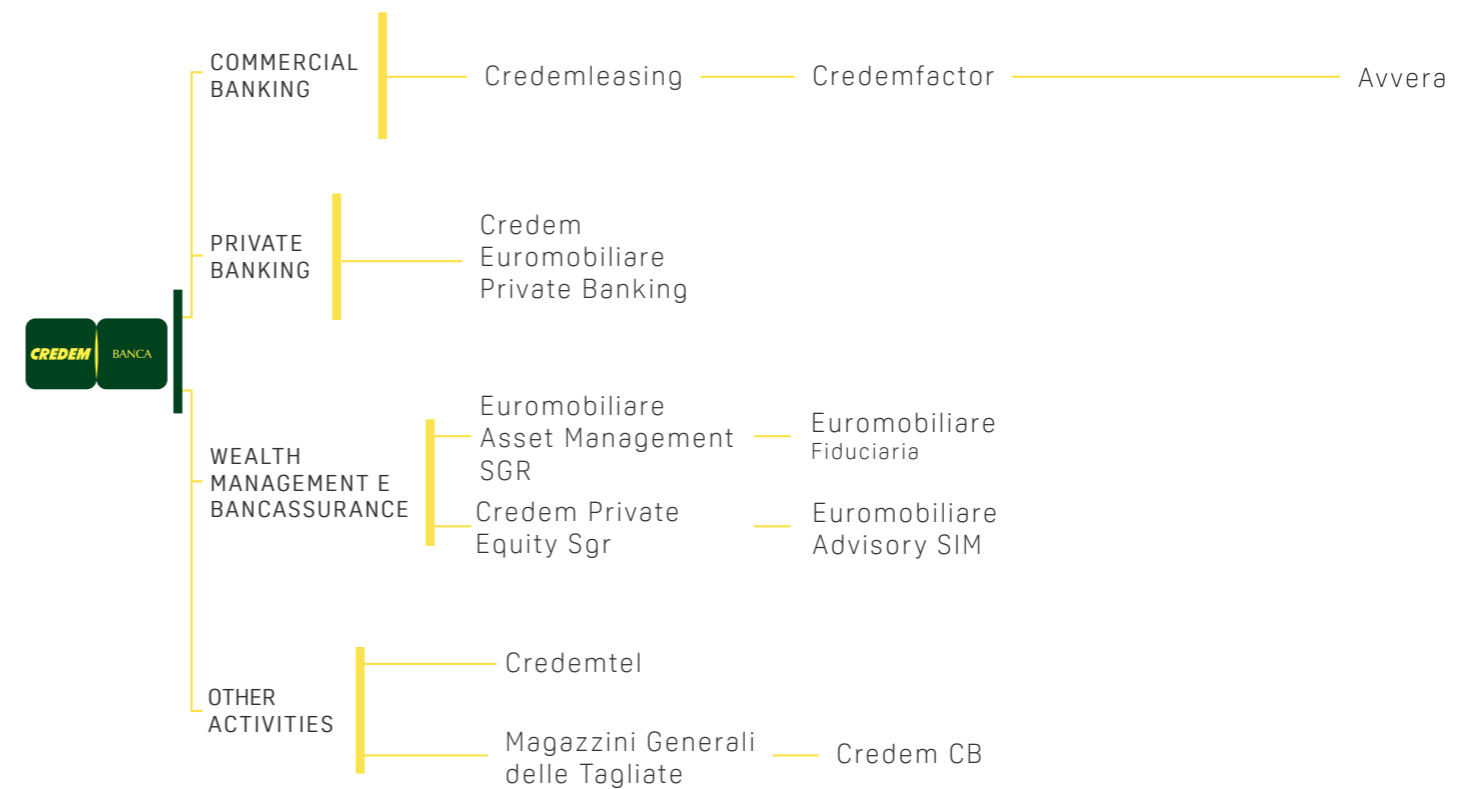 COMMERCIAL
BANKING
Credemleasing
Credemfactor
Avvera
PRIVATE
BANKING
Credem
Euromobiliare
Private Banking
CREDEM BANCA
WEALTH
MANAGEMENT E
BANCASSURANCE
Euromobiliare
Asset Management
SGR
Euromobiliare
Fiduciaria
Credem Private
Equity Sgr
Euromobiliare
Advisory SIM
OTHER
ACTIVITIES
Credemtel
Magazzini Generali
delle Tagliate
Credem CB